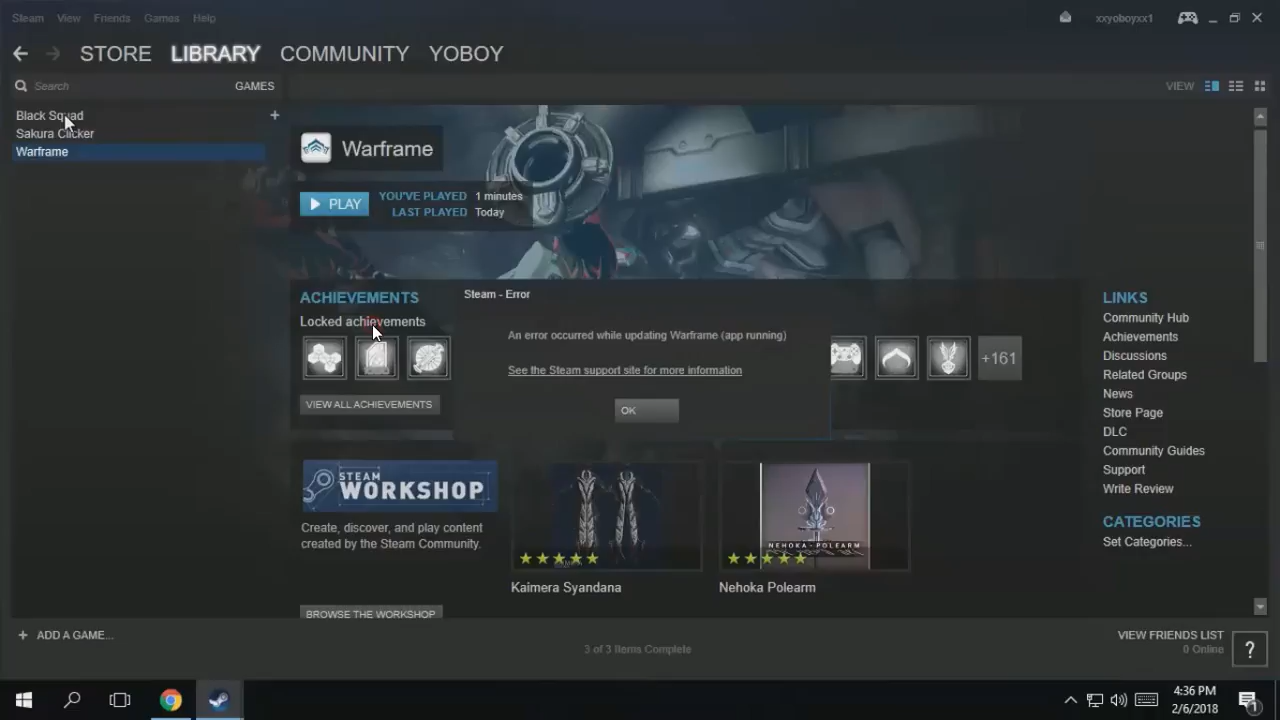 Steam View Friends Games Help
xxyoboyxx1
STORE LIBRARY COMMUNITY YOBOY
Search GAMES VIEW
Black Squad +
Sakura Clicker
Warframe
Warframe
PLAY
YOU'VE PLAYED 1 minutes
LAST PLAYED Today
ACHIEVEMENTS
Locked achievements
+161
VIEW ALL ACHIEVEMENTS
Steam - Error
An error occurred while updating Warframe (app running)
See the Steam support site for more information
OK
STEAM
WORKSHOP
Create, discover, and play content
created by the Steam Community.
BROWSE THE WORKSHOP
Kaimera Syandana
NEHOKA - POLEARM
Nehoka Polearm
LINKS
Community Hub
Achievements
Discussions
Related Groups
News
Store Page
DLC
Community Guides
Support
Write Review
CATEGORIES
Set Categories...
+ ADD A GAME...
3 of 3 Items Complete
VIEW FRIENDS LIST
0 Online
?
4:36 PM
2/6/2018
1